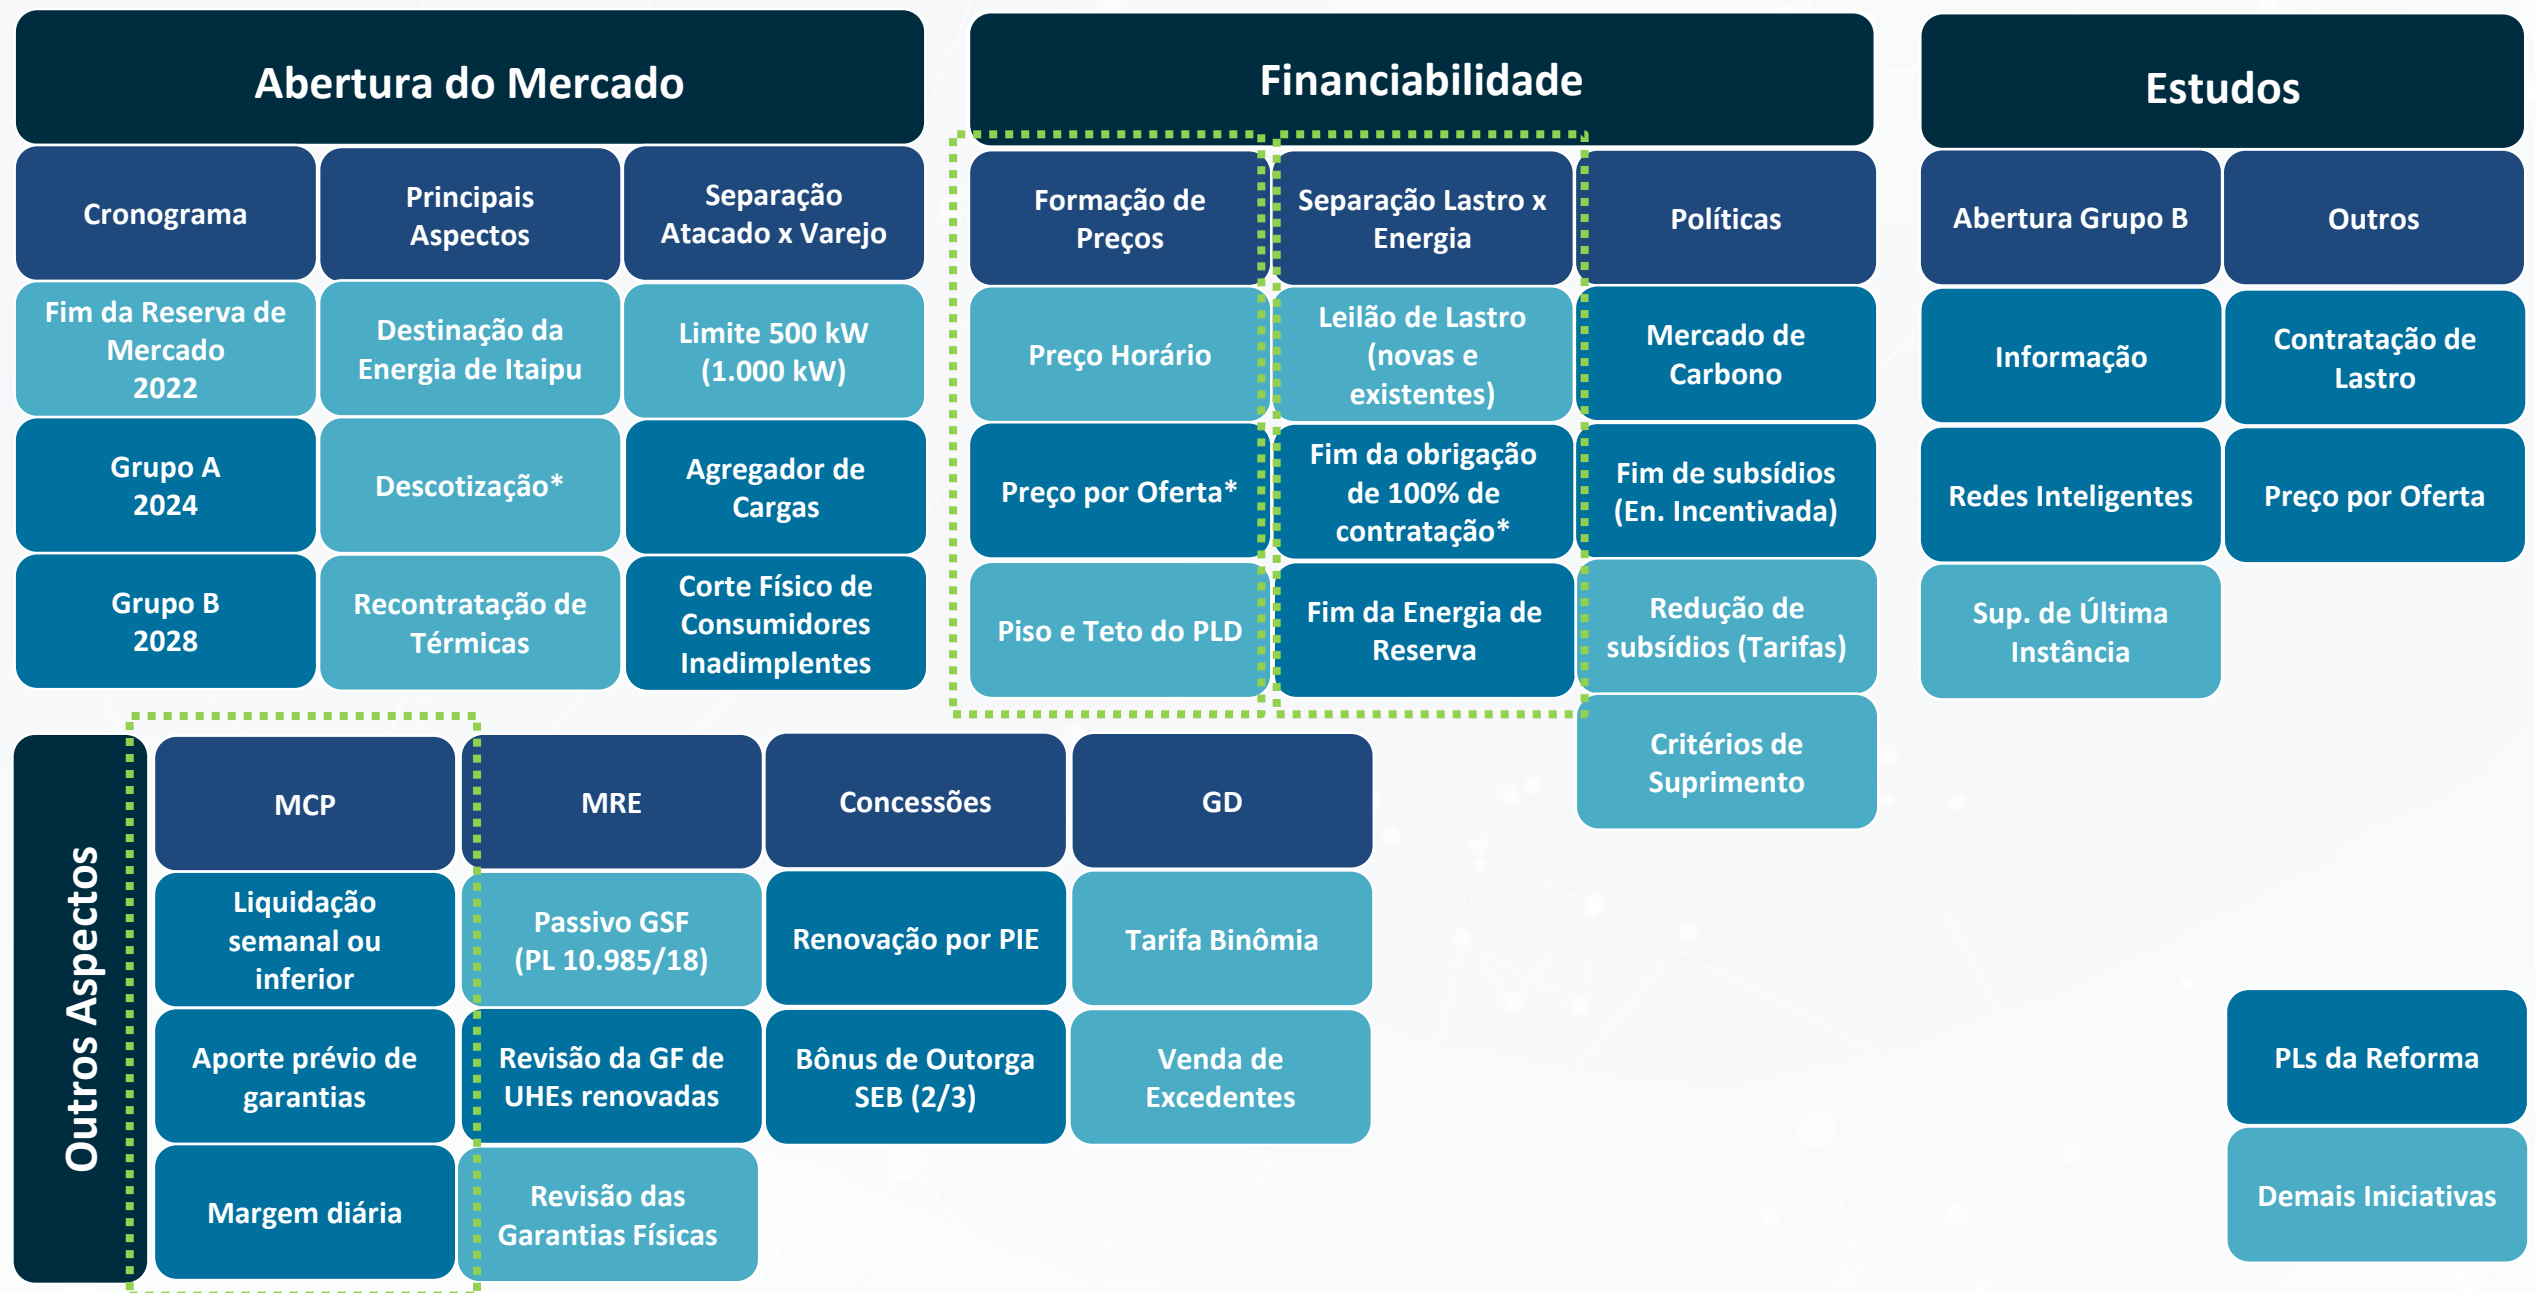 Abertura do Mercado
Cronograma
Principais
Aspectos
Separação
Atacado x Varejo
Fim da Reserva de
Mercado
2022
Destinação da
Energia de Itaipu
Limite 500 kW
(1.000 kW)
Grupo A
2024
Descotização*
Agregador de
Cargas
Grupo B
2028
Recontratação de
Térmicas
Corte Físico de
Consumidores
Inadimplentes
Financiabilidade
Formação de
Preços
Separação Lastro x
Energia
Políticas
Preço Horário
Leilão de Lastro
(novas e
existentes)
Mercado de
Carbono
Preço por Oferta*
Fim da obrigação
de 100% de
contratação*
Fim de subsídios
(En. Incentivada)
Piso e Teto do PLD
Fim da Energia de
Reserva
Redução de
subsídios (Tarifas)
Critérios de
Suprimento
Estudos
Abertura Grupo B
Outros
Informação
Contratação de
Lastro
Redes Inteligentes
Preço por Oferta
Sup. de Última
Instância
Outros Aspectos
MCP
MRE
Concessões
GD
Liquidação
semanal ou
inferior
Passivo GSF
(PL 10.985/18)
Renovação por PIE
Tarifa Binômia
Aporte prévio de
garantias
Revisão da GF de
UHEs renovadas
Bônus de Outorga
SEB (2/3)
Venda de
Excedentes
Margem diária
Revisão das
Garantias Físicas
PLs da Reforma
Demais Iniciativas